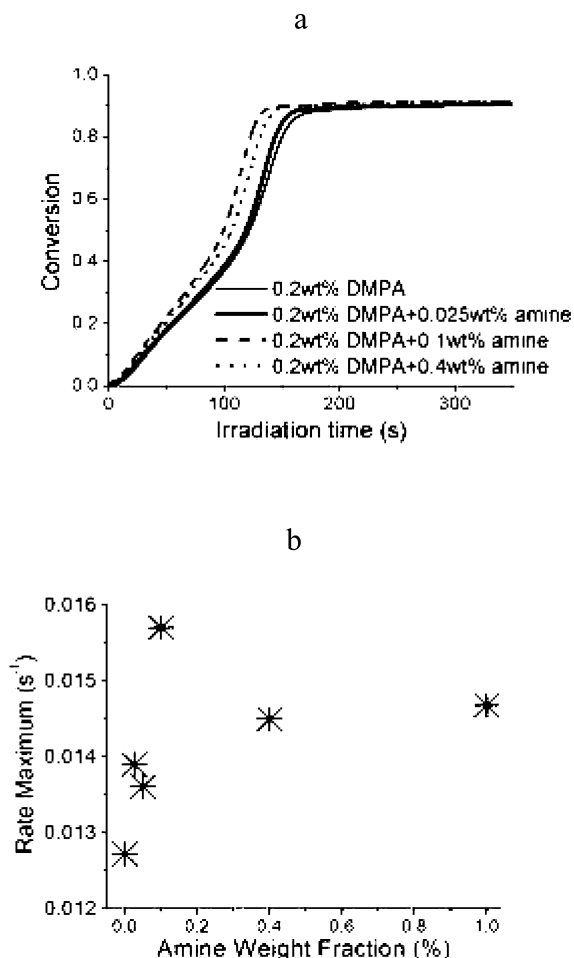 a
Conversion
1.0
0.8
0.6
0.4
0.2
0.0
0.2wt% DMPA
0.2wt% DMPA+0.025wt% amine
0.2wt% DMPA+0.1wt% amine
0.2wt% DMPA+0.4wt% amine
0
100
200
300
Irradiation time (s)
b
Rate Maximum (s⁻¹)
0.016
0.015
0.014
0.013
0.012
0.0
0.2
0.4
0.6
0.8
1.0
Amine Weight Fraction (%)